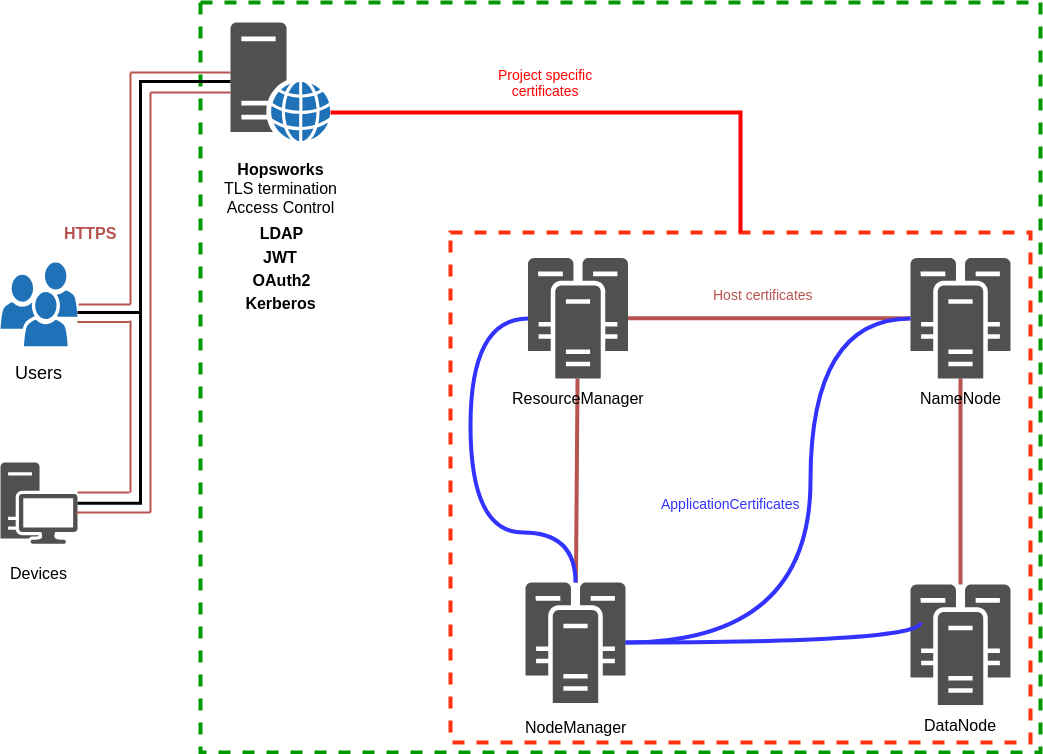 Project specific
certificates
Hopsworks
TLS termination
Access Control
LDAP
JWT
OAuth2
Kerberos
HTTPS
Users
Devices
Host certificates
ResourceManager
NameNode
ApplicationCertificates
NodeManager
DataNode